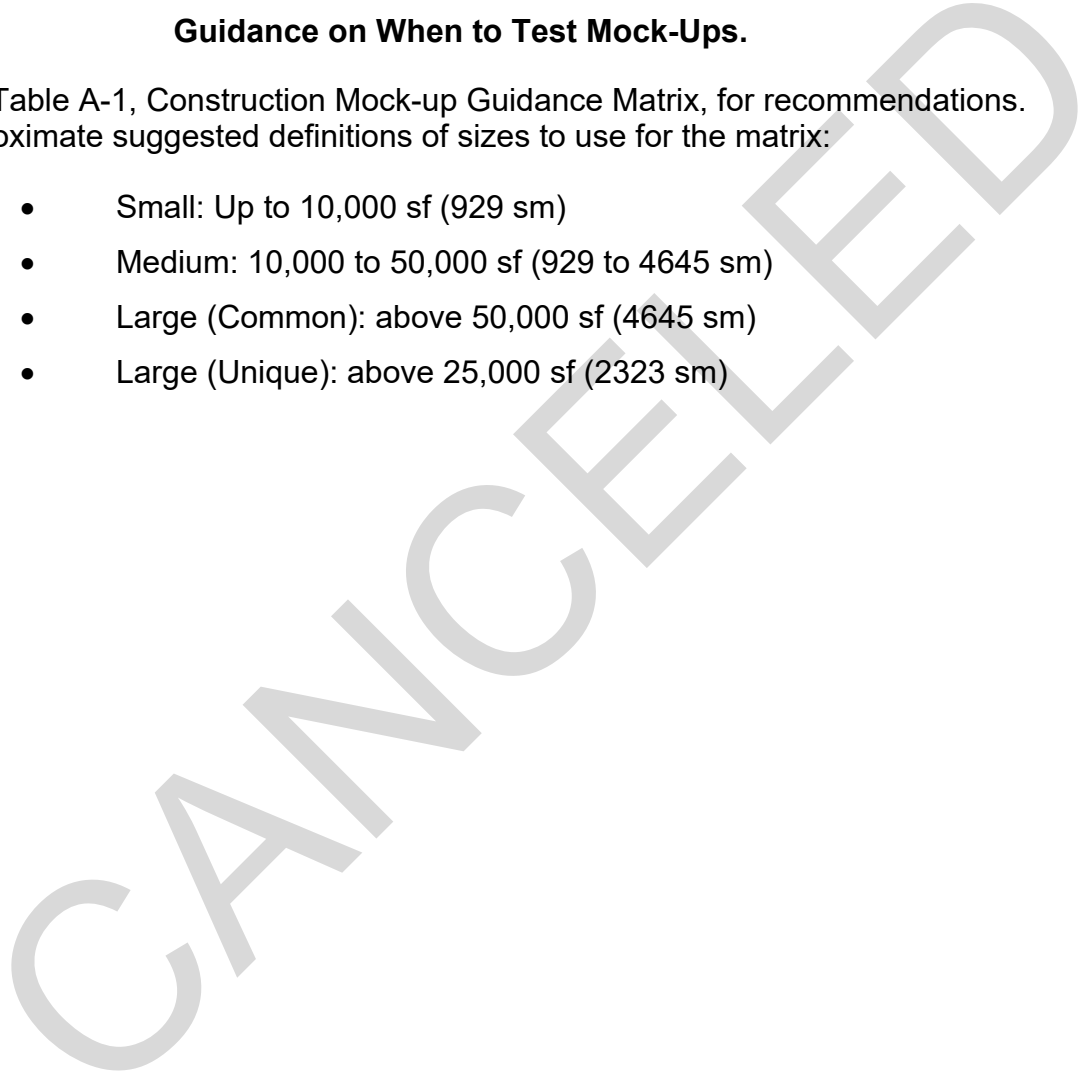 Guidance on When to Test Mock-Ups.
Table A-1, Construction Mock-up Guidance Matrix, for recommendations.
suggested definitions of sizes to use for the matrix:
• Small: Up to 10,000 sf (929 sm)
• Medium: 10,000 to 50,000 sf (929 to 4645 sm)
• Large (Common): above 50,000 sf (4645 sm)
• Large (Unique): above 25,000 sf (2323 sm)
CANCELED